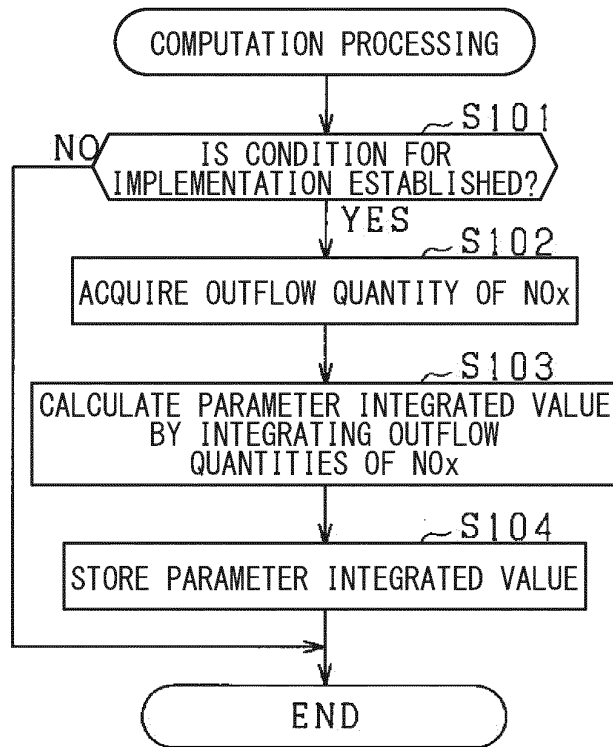 COMPUTATION PROCESSING
S101
NO
IS CONDITION FOR
IMPLEMENTATION ESTABLISHED?
YES
S102
ACQUIRE OUTFLOW QUANTITY OF NOx
S103
CALCULATE PARAMETER INTEGRATED VALUE
BY INTEGRATING OUTFLOW
QUANTITIES OF NOx
S104
STORE PARAMETER INTEGRATED VALUE
END